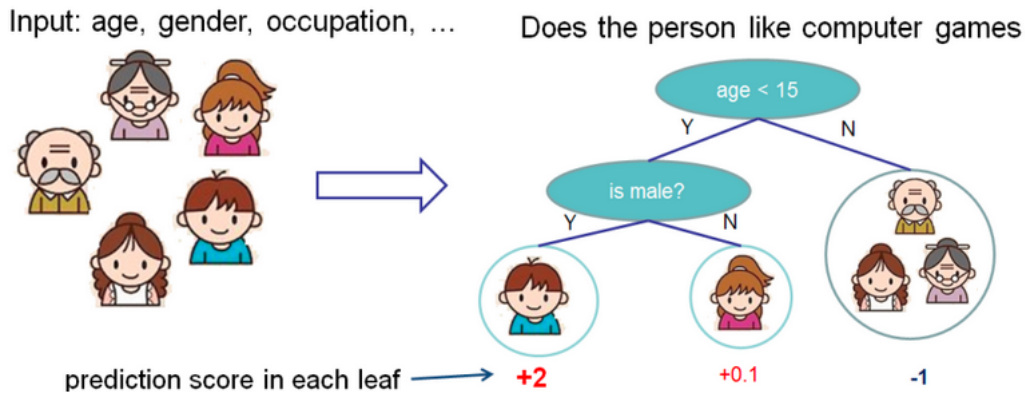 Input: age, gender, occupation, ...
Does the person like computer games
age < 15
Y
N
is male?
Y
N
prediction score in each leaf
+2
+0.1
-1